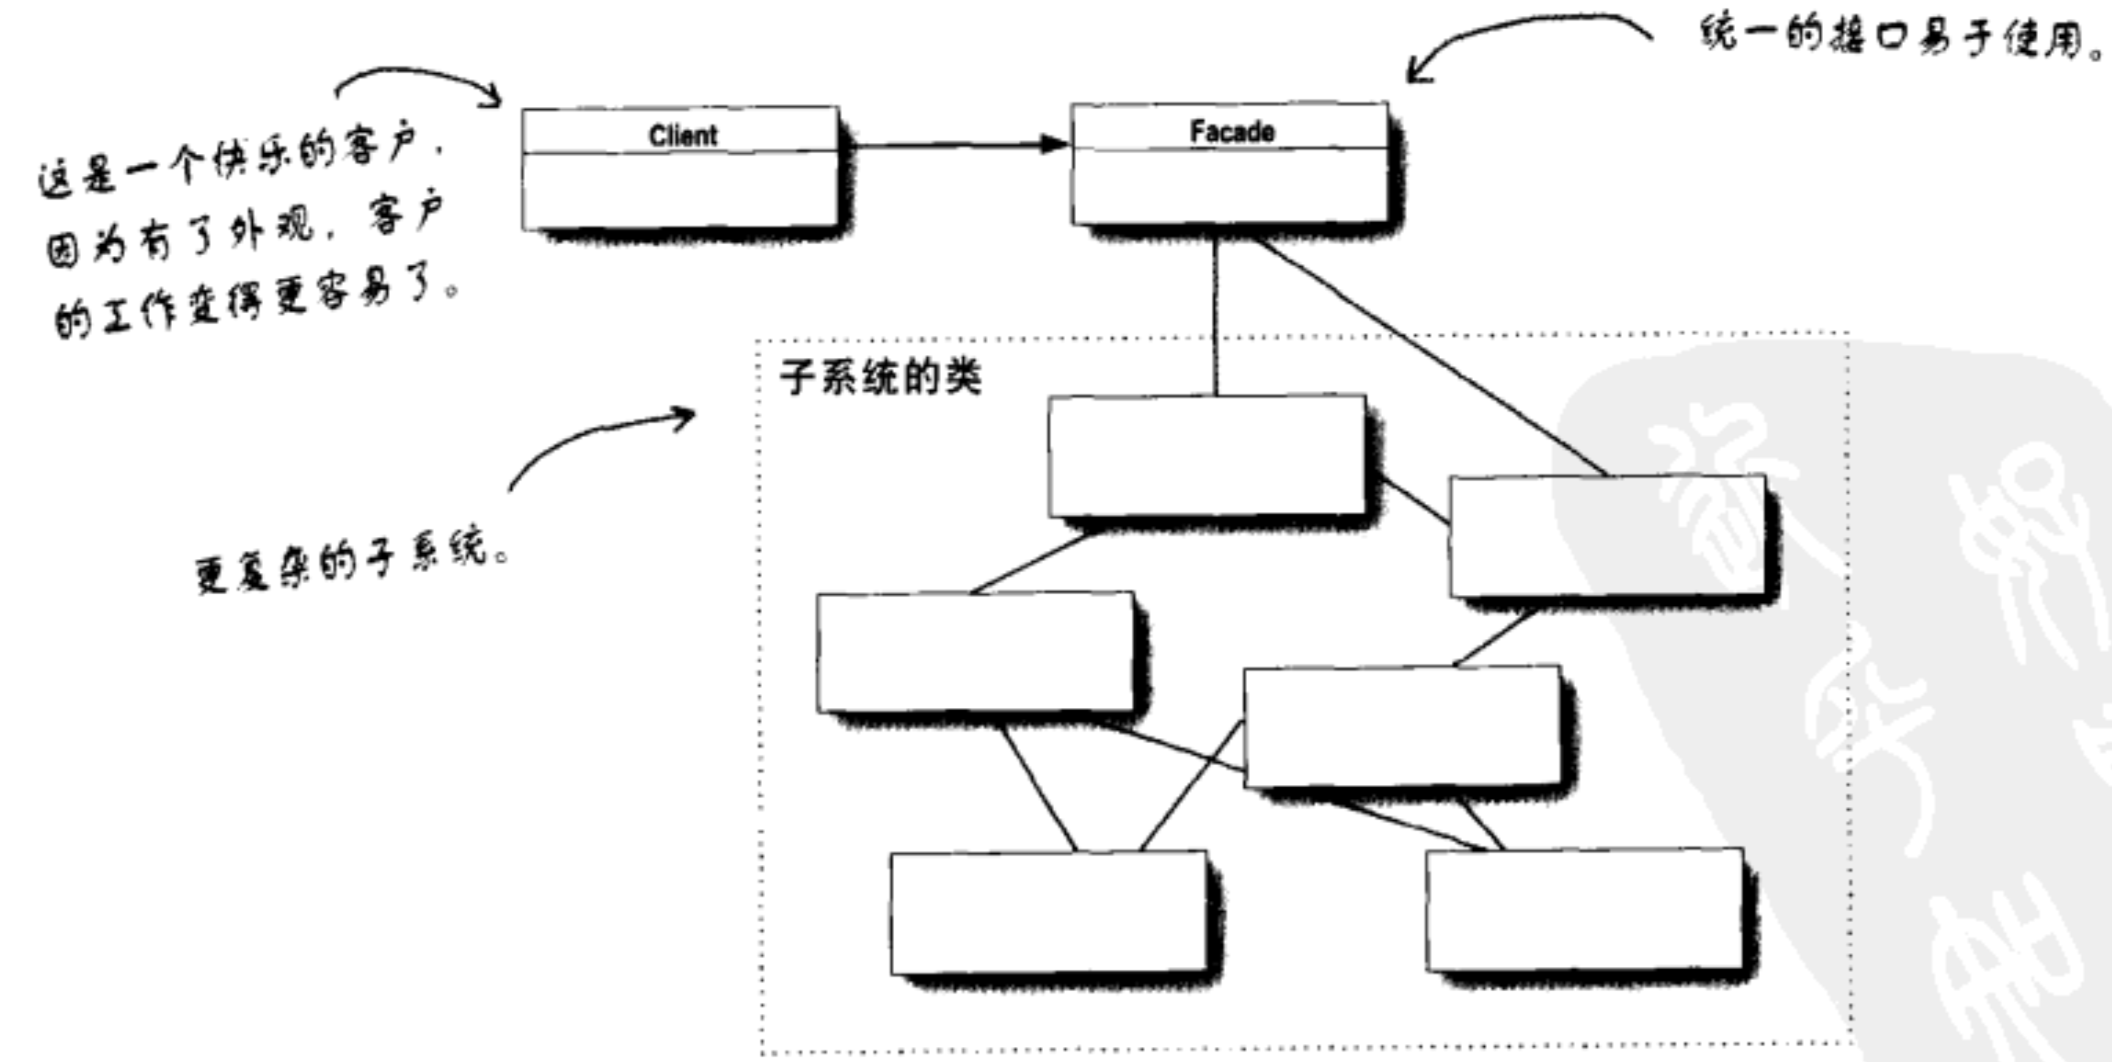 统一的接口易于使用。
Client
Facade
这是一个快乐的客户，
因为有了外观，客户
的工作变得更容易了。
子系统的类
更复杂的子系统。